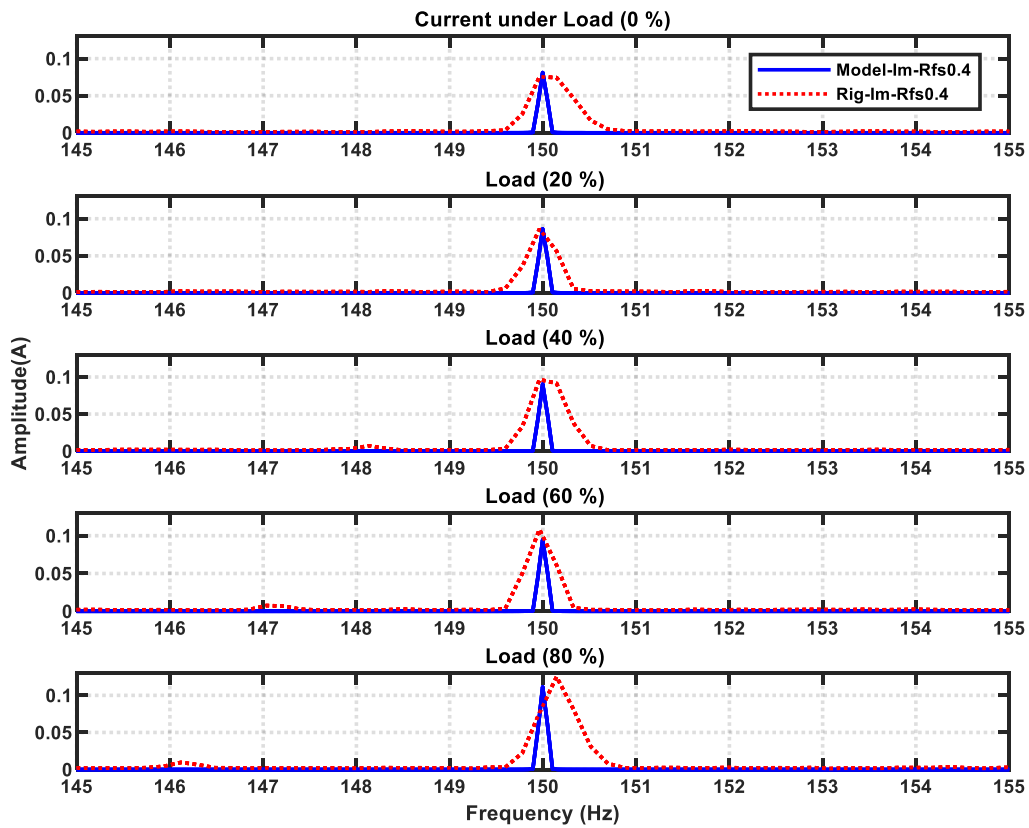 Current under Load (0 %)
0.1
0.05
0
Model-Im-Rfs0.4
Rig-Im-Rfs0.4
145 146 147 148 149 150 151 152 153 154 155
Load (20 %)
0.1
0.05
0
145 146 147 148 149 150 151 152 153 154 155
Load (40 %)
Amplitude(A)
0.1
0.05
0
145 146 147 148 149 150 151 152 153 154 155
Load (60 %)
0.1
0.05
0
145 146 147 148 149 150 151 152 153 154 155
Load (80 %)
0.1
0.05
0
145 146 147 148 149 150 151 152 153 154 155
Frequency (Hz)